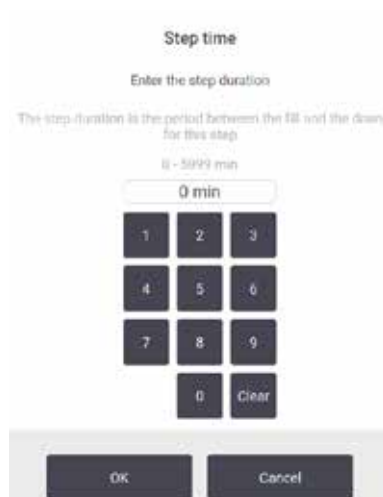 Step time
Enter the step duration
The step duration is the period between the fill and the down
for this step
0 - 5999 min
0 min
1 2 3
4 5 6
7 8 9
0 Clear
OK Cancel